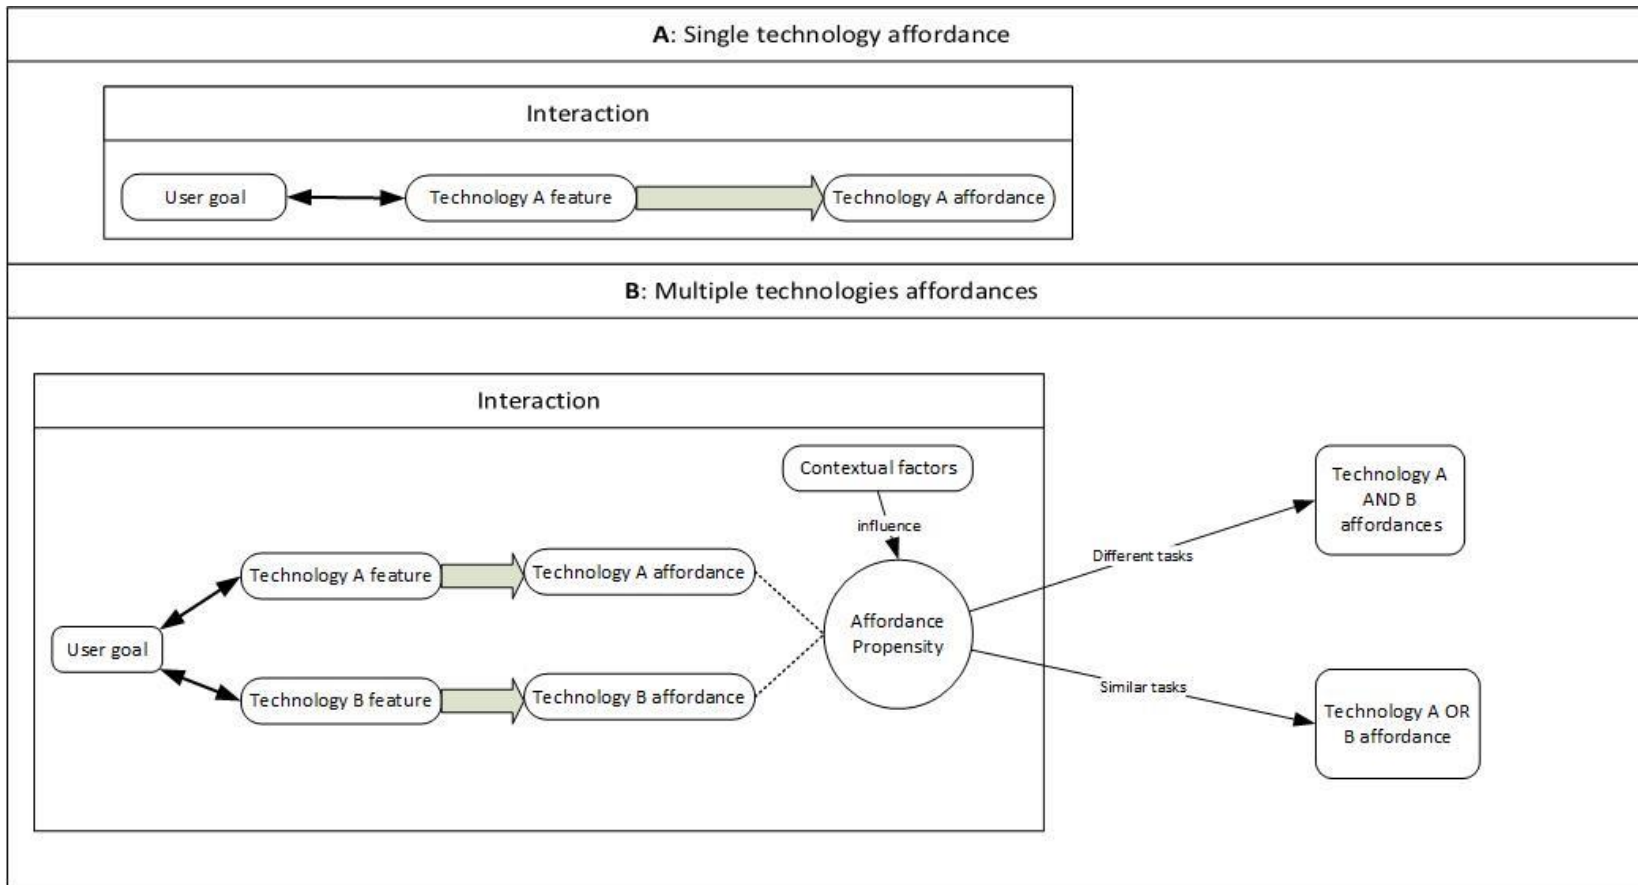 A: Single technology affordance
Interaction
User goal
Technology A feature
Technology A affordance
B: Multiple technologies affordances
Interaction
Contextual factors
influence
Technology A feature
Technology A affordance
User goal
Technology B feature
Technology B affordance
Affordance
Propensity
Different tasks
Similar tasks
Technology A
AND B
affordances
Technology A OR
B affordance